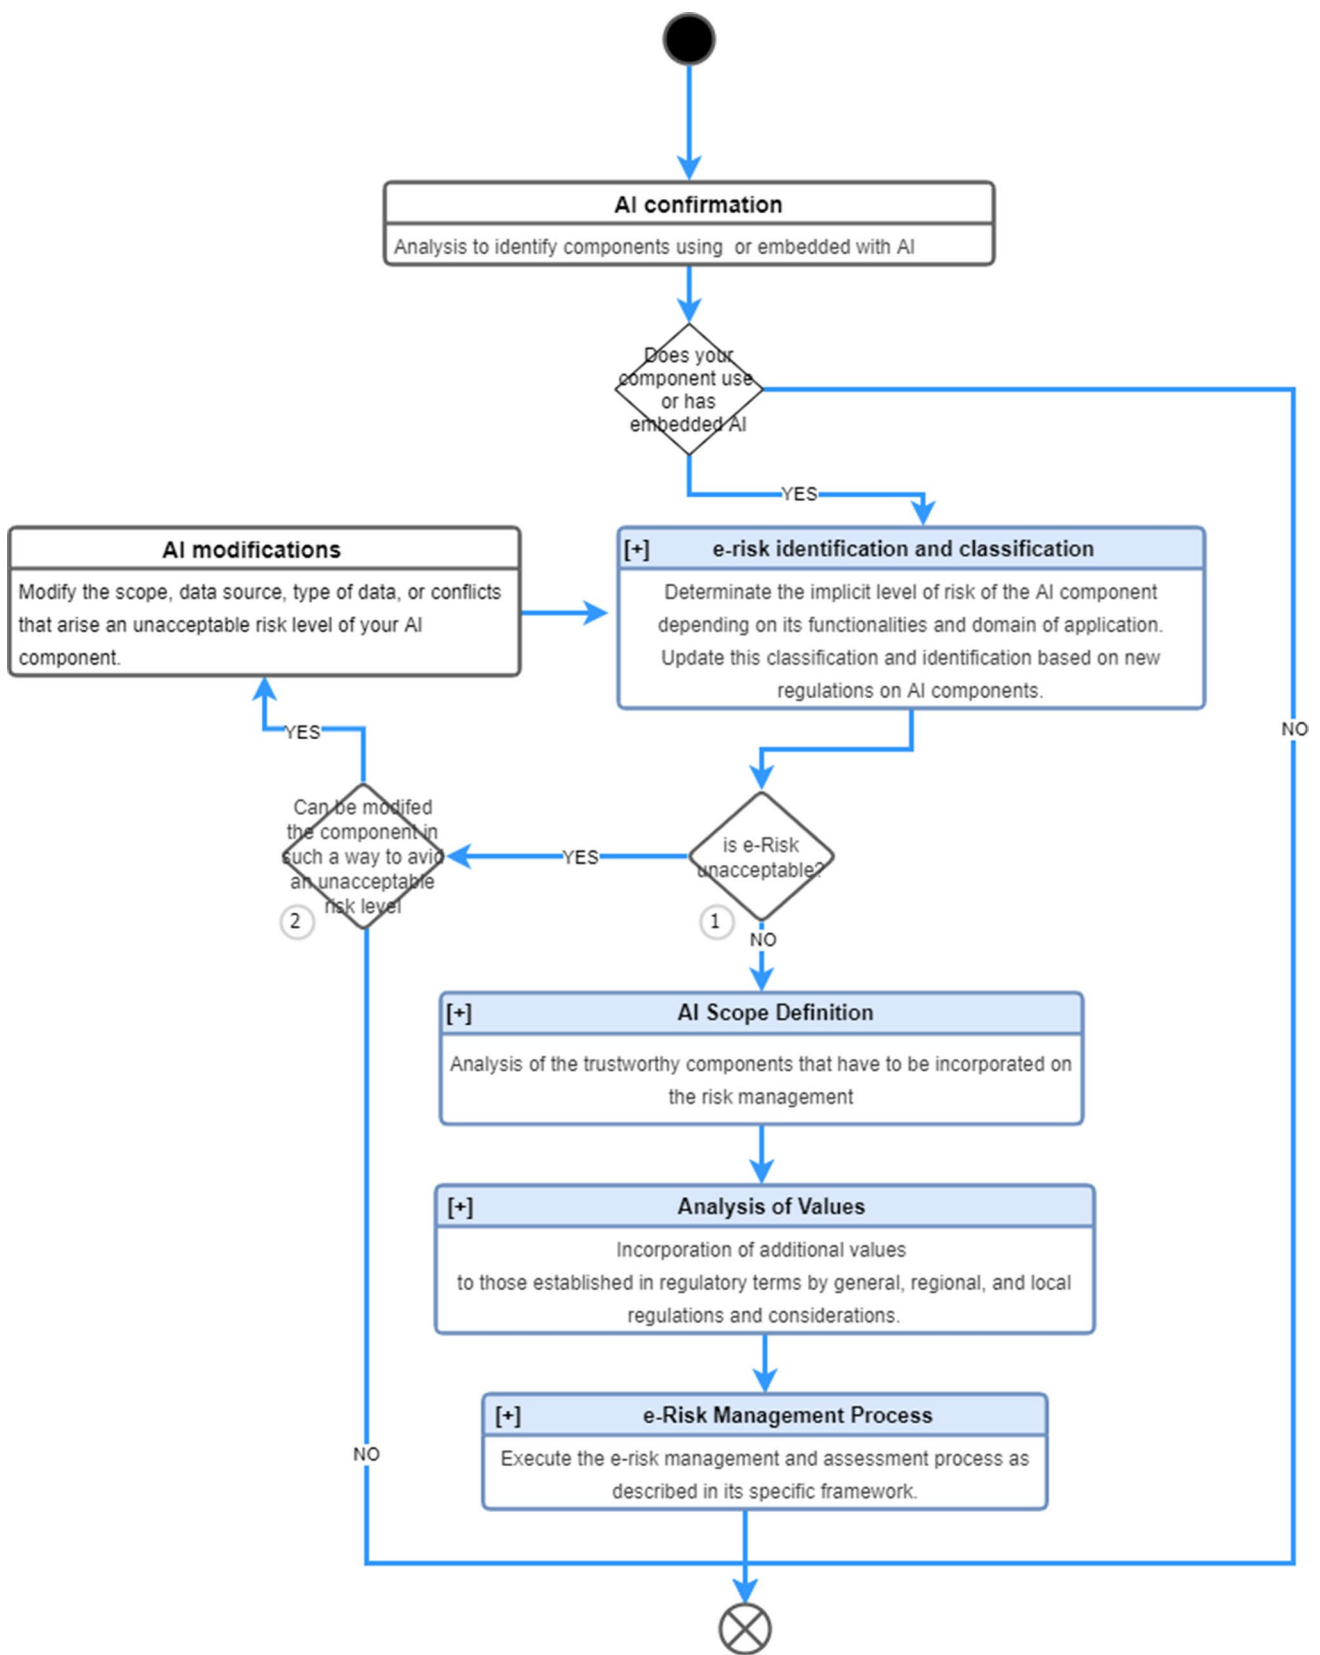 AI confirmation
Analysis to identify components using  or embedded with AI
Does your
component use
or has
embedded AI
YES
AI modifications
Modify the scope, data source, type of data, or conflicts
that arise an unacceptable risk level of your AI
component.
[+] e-risk identification and classification
Determinate the implicit level of risk of the AI component
depending on its functionalities and domain of application.
Update this classification and identification based on new
regulations on AI components.
NO
YES
Can be modifed
the component in
such a way to avid
an unacceptable
risk level
2
YES
is e-Risk
unacceptable?
1
NO
[+] AI Scope Definition
Analysis of the trustworthy components that have to be incorporated on
the risk management
[+] Analysis of Values
Incorporation of additional values
to those established in regulatory terms by general, regional, and local
regulations and considerations.
[+] e-Risk Management Process
Execute the e-risk management and assessment process as
described in its specific framework.
NO